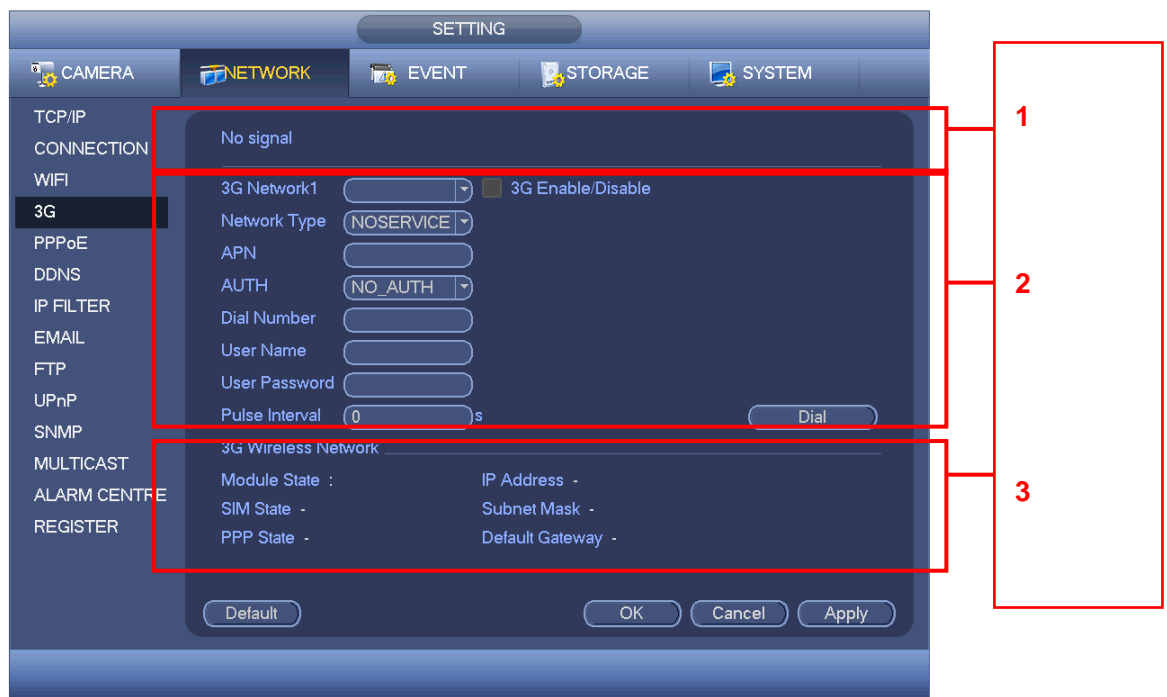 SETTING
CAMERA NETWORK EVENT STORAGE SYSTEM
TCP/IP
CONNECTION
WIFI
3G
PPPoE
DDNS
IP FILTER
EMAIL
FTP
UPnP
SNMP
MULTICAST
ALARM CENTRE
REGISTER
No signal
3G Network1 3G Enable/Disable
Network Type NOSERVICE
APN
AUTH NO_AUTH
Dial Number
User Name
User Password
Pulse Interval 0 s Dial
3G Wireless Network
Module State : IP Address -
SIM State - Subnet Mask -
PPP State - Default Gateway -
Default OK Cancel Apply
1
2
3